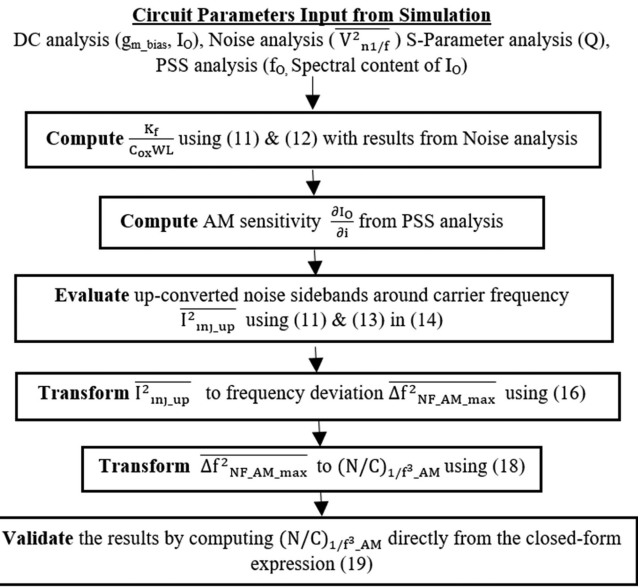 Circuit Parameters Input from Simulation
DC analysis (gm_bias, IO), Noise analysis ( V²n1/f ) S-Parameter analysis (Q),
PSS analysis (fO, Spectral content of IO)
Compute Kf/CoxWL using (11) & (12) with results from Noise analysis
Compute AM sensitivity ∂IO/∂i from PSS analysis
Evaluate up-converted noise sidebands around carrier frequency
I²ınȷ_up using (11) & (13) in (14)
Transform I²ınȷ_up to frequency deviation Δf²NF_AM_max using (16)
Transform Δf²NF_AM_max to (N/C)1/f³_AM using (18)
Validate the results by computing (N/C)1/f³_AM directly from the closed-form
expression (19)